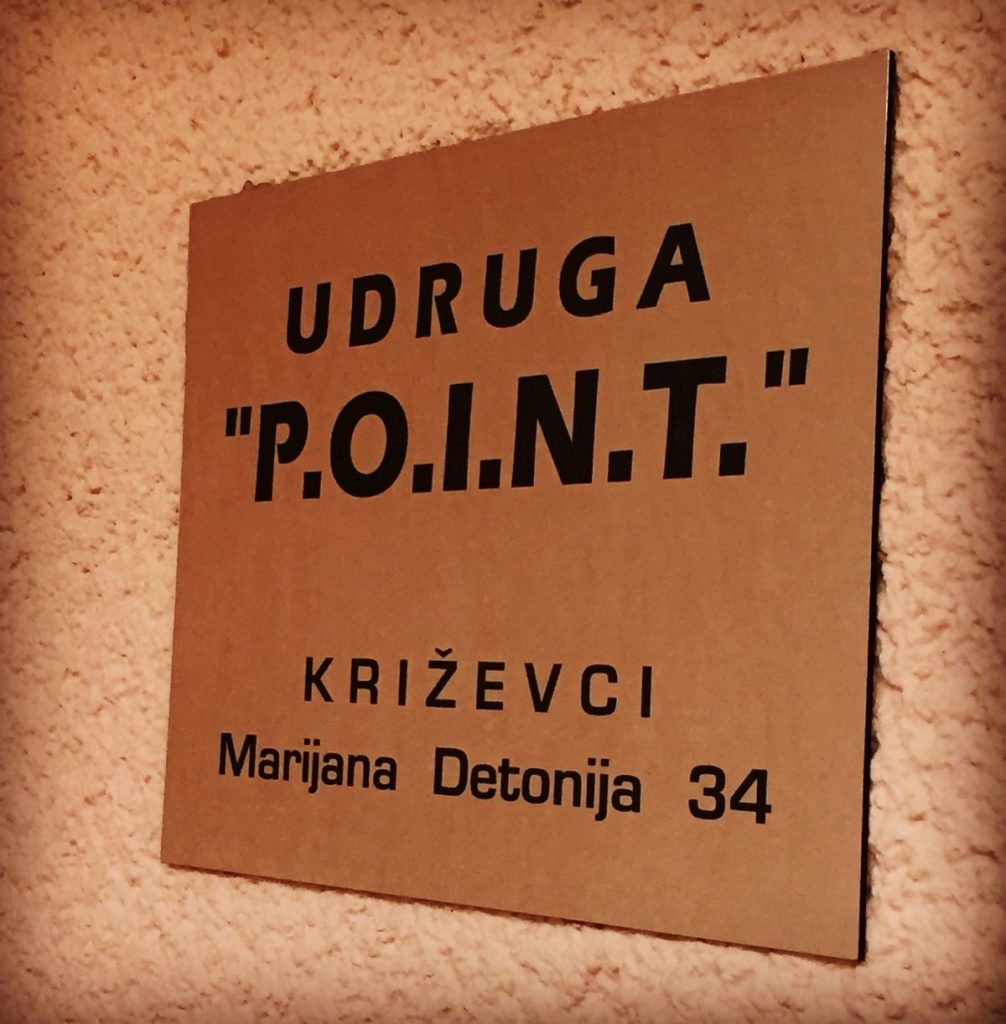 UDRUGA
"P.O.I.N.T."
KRIŽEVCI
Marijana Detonija 34